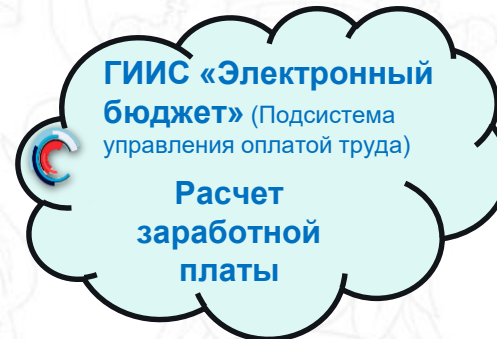 ГИИС «Электронный
бюджет» (Подсистема
управления оплатой труда)
Расчет
заработной
платы